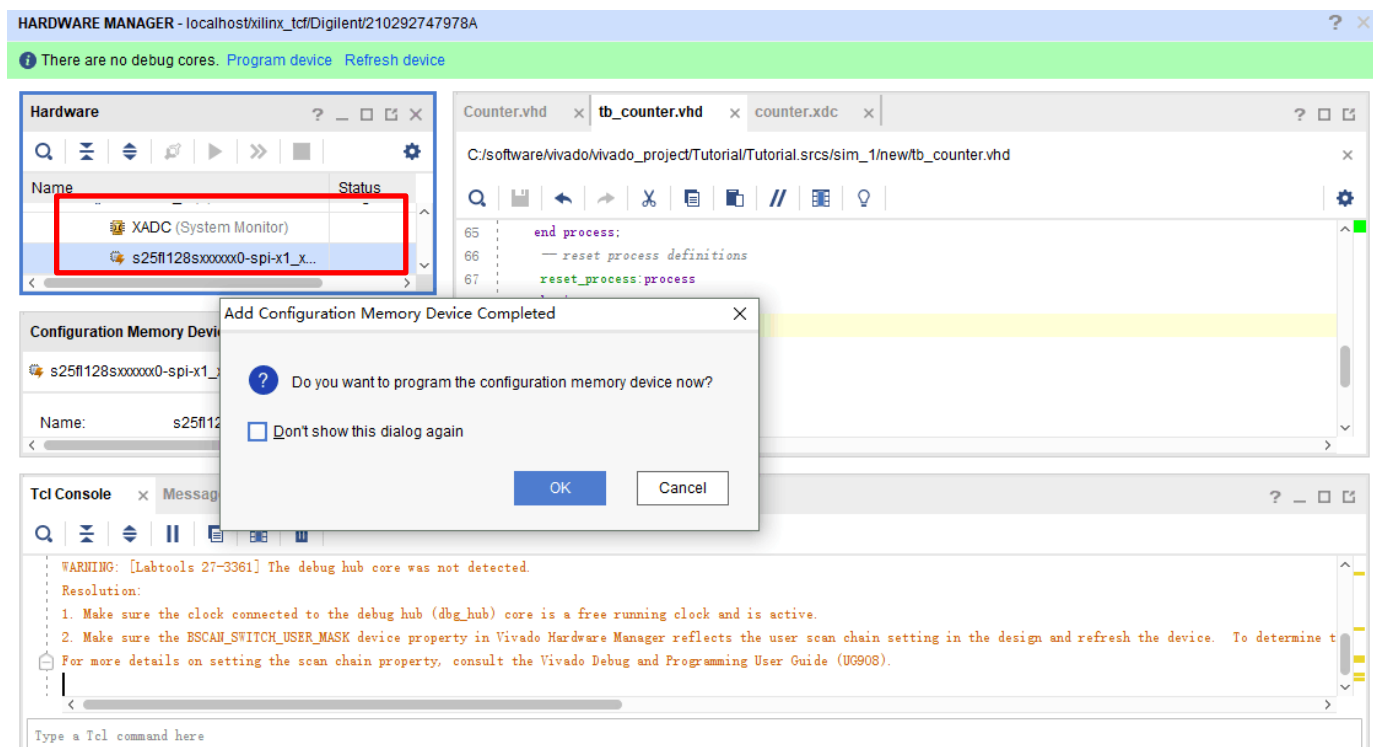 HARDWARE MANAGER - localhost/xilinx_tcf/Digilent/210292747978A
There are no debug cores. Program device Refresh device
Hardware
Name Status
XADC (System Monitor)
s25fl128sxxxxxx0-spi-x1_x...
Counter.vhd tb_counter.vhd counter.xdc
C:/software/vivado/vivado_project/Tutorial/Tutorial.srcs/sim_1/new/tb_counter.vhd
65 end process;
66 -- reset process definitions
67 reset_process:process
Add Configuration Memory Device Completed
Do you want to program the configuration memory device now?
Don't show this dialog again
OK Cancel
Configuration Memory Devi
s25fl128sxxxxxx0-spi-x1_
Name: s25fl12
Tcl Console Messag
WARNING: [Labtools 27-3361] The debug hub core was not detected.
Resolution:
1. Make sure the clock connected to the debug hub (dbg_hub) core is a free running clock and is active.
2. Make sure the BSCAN_SWITCH_USER_MASK device property in Vivado Hardware Manager reflects the user scan chain setting in the design and refresh the device. To determine t
For more details on setting the scan chain property, consult the Vivado Debug and Programming User Guide (UG908).
Type a Tcl command here